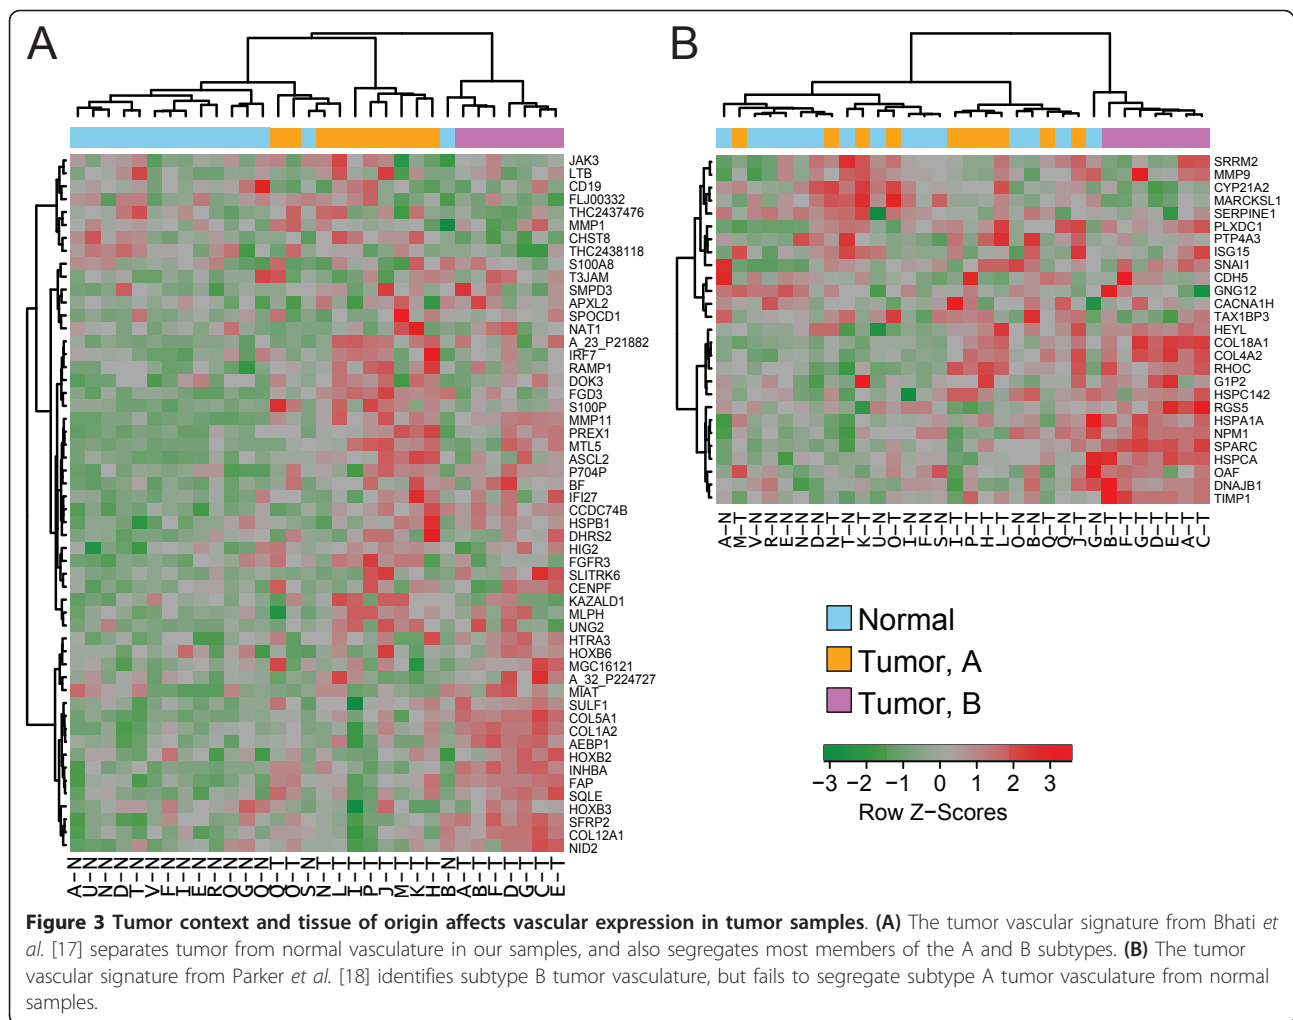 A
B
JAK3
LTB
CD19
FLJ00332
THC2437476
MMP1
CHST8
THC2438118
S100A8
T3JAM
SMPD3
APXL2
SPOCD1
NAT1
A_23_P21882
IRF7
RAMP1
DOK3
FGD3
S100P
MMP11
PREX1
MTL5
ASCL2
P704P
BF
IFI27
CCDC74B
HSPB1
DHRS2
HIG2
FGFR3
SLITRK6
CENPF
KAZALD1
MLPH
UNG2
HTRA3
HOXB6
MGC16121
A_32_P224727
MIAT
SULF1
COL5A1
COL1A2
AEBP1
HOXB2
INHBA
FAP
SQLE
HOXB3
SFRP2
COL12A1
NID2
A−N
U−N
N−N
D−N
T−N
V−N
F−N
I−N
E−N
R−N
O−N
G−N
Q−N
Q−T
O−T
S−N
N−T
L−T
I−T
P−T
J−T
M−T
K−T
H−T
B−N
A−T
B−T
F−T
D−T
G−T
C−T
E−T
SRRM2
MMP9
CYP21A2
MARCKSL1
SERPINE1
PLXDC1
PTP4A3
ISG15
SNAI1
CDH5
GNG12
CACNA1H
TAX1BP3
HEYL
COL18A1
COL4A2
RHOC
G1P2
HSPC142
RGS5
HSPA1A
NPM1
SPARC
HSPCA
OAF
DNAJB1
TIMP1
A−N
M−T
V−N
R−N
E−N
N−N
D−N
N−T
T−N
K−T
U−N
O−T
I−N
F−N
S−N
I−T
P−T
H−T
L−T
O−N
B−N
Q−T
Q−N
J−T
G−N
B−T
F−T
G−T
D−T
E−T
A−T
C−T
Normal
Tumor, A
Tumor, B
−3 −2 −1 0 1 2 3
Row Z−Scores
Figure 3 Tumor context and tissue of origin affects vascular expression in tumor samples. (A) The tumor vascular signature from Bhati et
al. [17] separates tumor from normal vasculature in our samples, and also segregates most members of the A and B subtypes. (B) The tumor
vascular signature from Parker et al. [18] identifies subtype B tumor vasculature, but fails to segregate subtype A tumor vasculature from normal
samples.